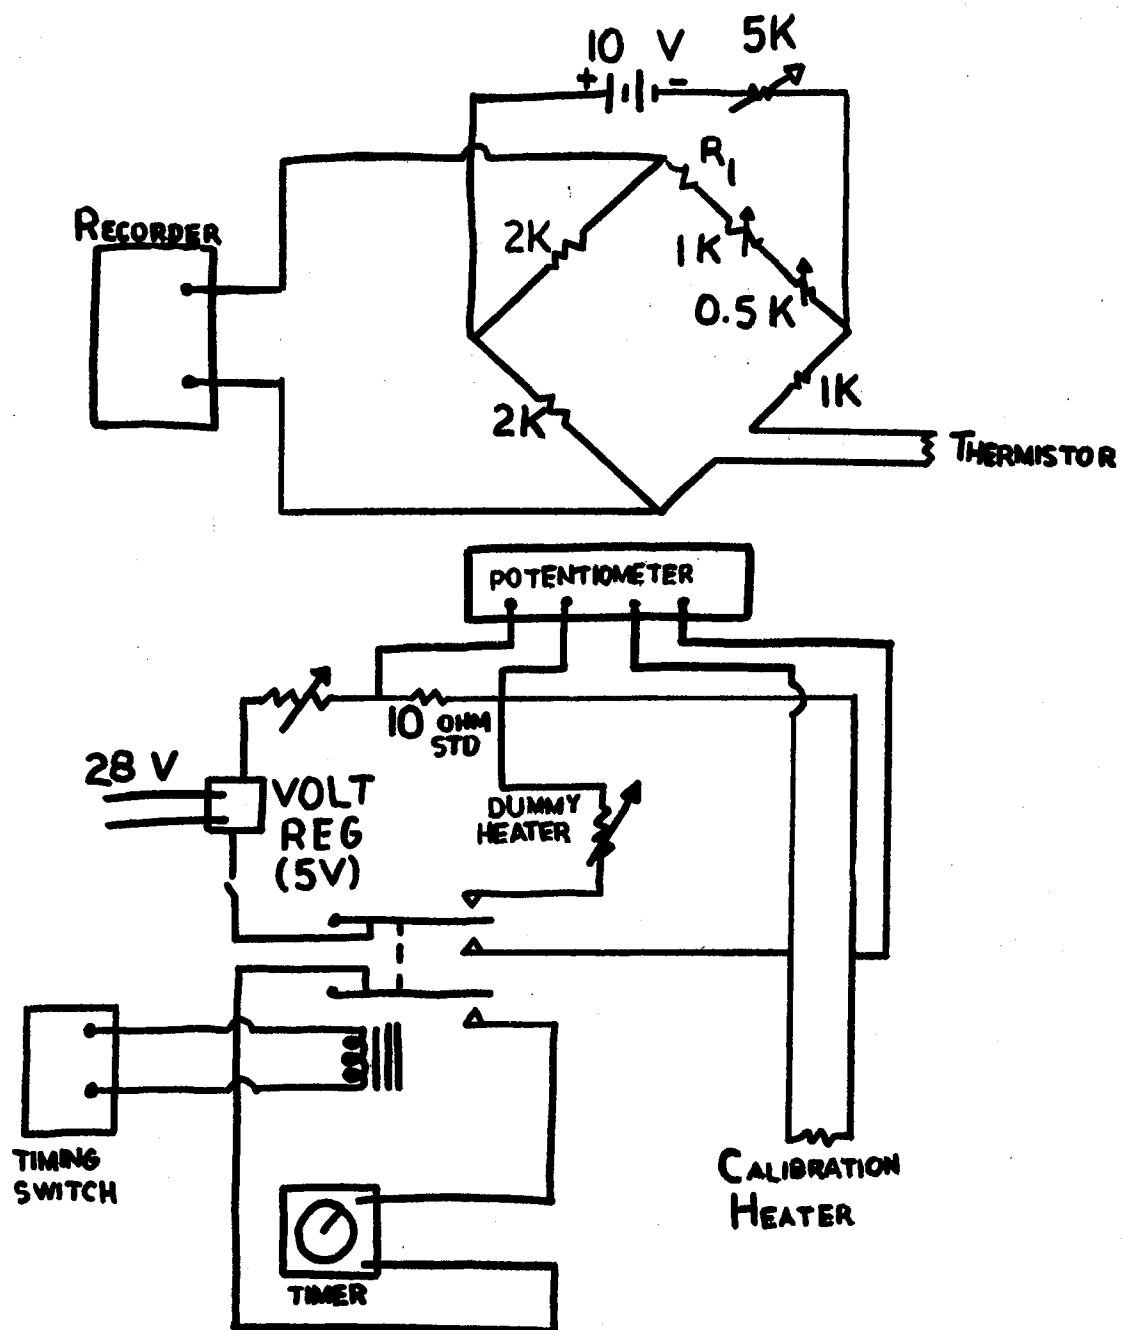 10 V 5K
+ -
R1
RECORDER
2K
1K
0.5K
1K
2K
THERMISTOR
POTENTIOMETER
10 OHM
STD
28 V
VOLT
REG
(5V)
DUMMY
HEATER
TIMING
SWITCH
CALIBRATION
HEATER
TIMER